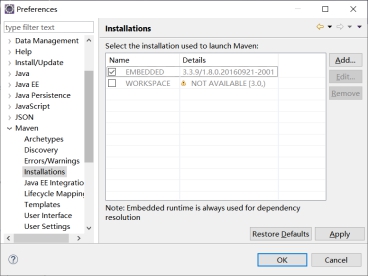 Preferences
type filter text
Installations
Data Management
Help
Install/Update
Java
Java EE
Java Persistence
JavaScript
JSON
Maven
Archetypes
Discovery
Errors/Warnings
Installations
Java EE Integratio
Lifecycle Mappin
Templates
User Interface
User Settings
Select the installation used to launch Maven:
Name Details
EMBEDDED 3.3.9/1.8.0.20160921-2001
WORKSPACE NOT AVAILABLE [3.0,)
Add...
Edit...
Remove
Note: Embedded runtime is always used for dependency
resolution
Restore Defaults Apply
OK Cancel